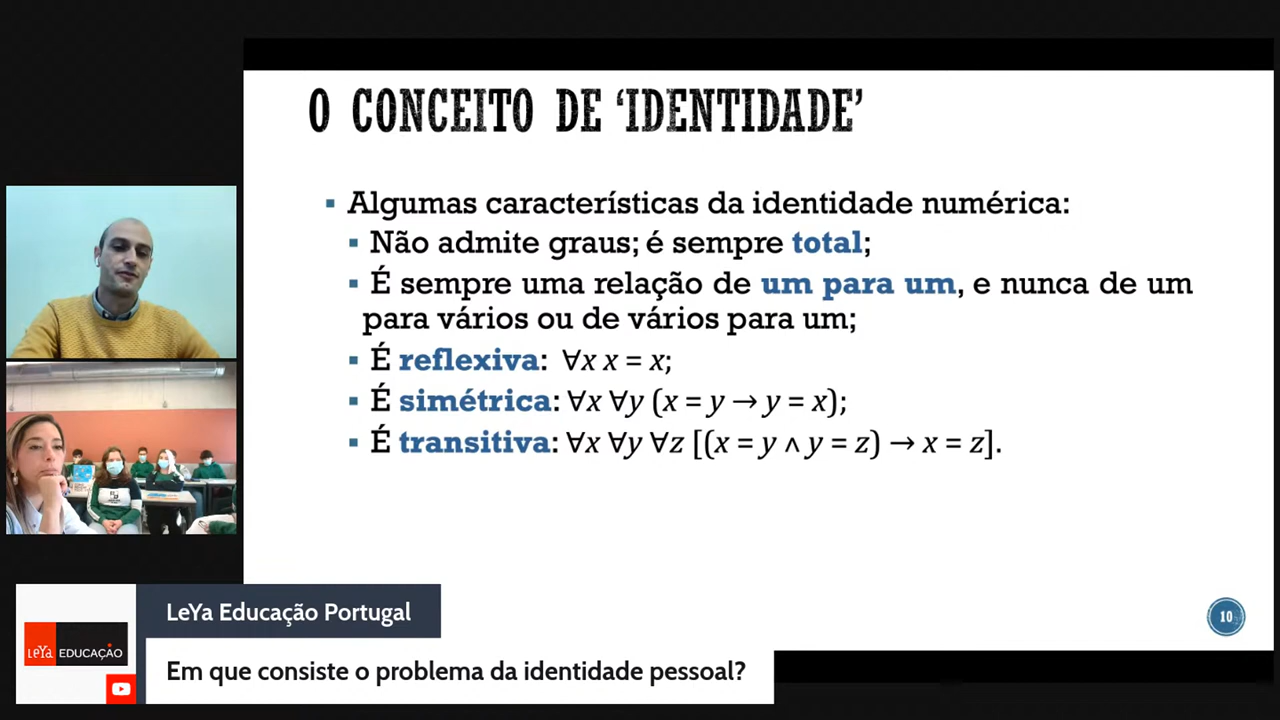 O CONCEITO DE ‘IDENTIDADE’
▪ Algumas características da identidade numérica:
▪ Não admite graus; é sempre total;
▪ É sempre uma relação de um para um, e nunca de um
para vários ou de vários para um;
▪ É reflexiva: ∀x x = x;
▪ É simétrica: ∀x ∀y (x = y → y = x);
▪ É transitiva: ∀x ∀y ∀z [(x = y ∧ y = z) → x = z].
10
LeYa Educação Portugal
LeYa EDUCAÇÃO
Em que consiste o problema da identidade pessoal?